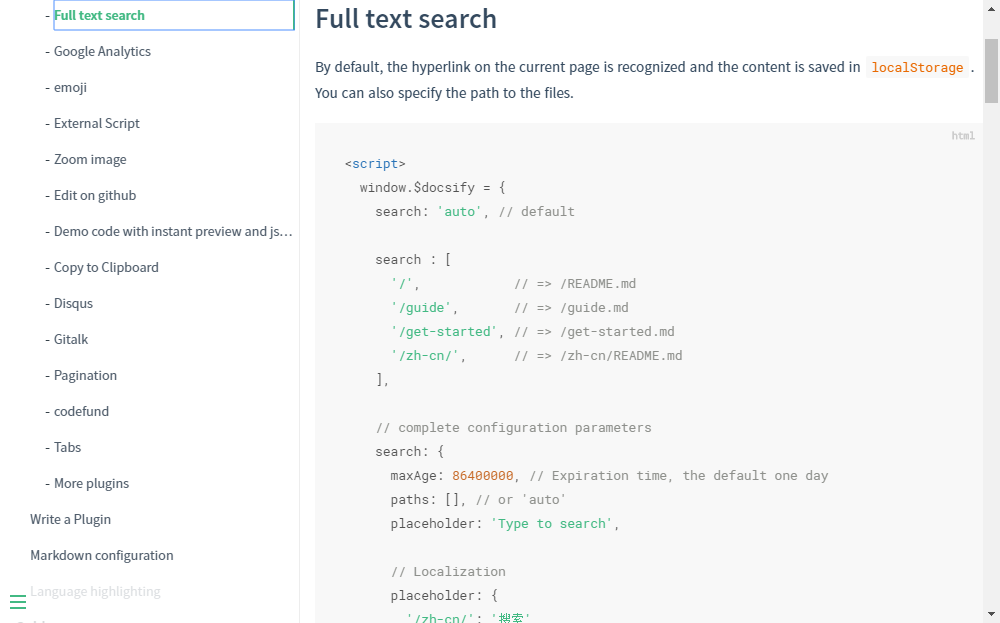 - Full text search
- Google Analytics
- emoji
- External Script
- Zoom image
- Edit on github
- Demo code with instant preview and js…
- Copy to Clipboard
- Disqus
- Gitalk
- Pagination
- codefund
- Tabs
- More plugins
Write a Plugin
Markdown configuration
Language highlighting
Full text search
By default, the hyperlink on the current page is recognized and the content is saved in localStorage .
You can also specify the path to the files.
html
<script>
window.$docsify = {
search: 'auto', // default
search : [
'/', // => /README.md
'/guide', // => /guide.md
'/get-started', // => /get-started.md
'/zh-cn/', // => /zh-cn/README.md
],
// complete configuration parameters
search: {
maxAge: 86400000, // Expiration time, the default one day
paths: [], // or 'auto'
placeholder: 'Type to search',
// Localization
placeholder: {
'/zh-cn/': '搜索'